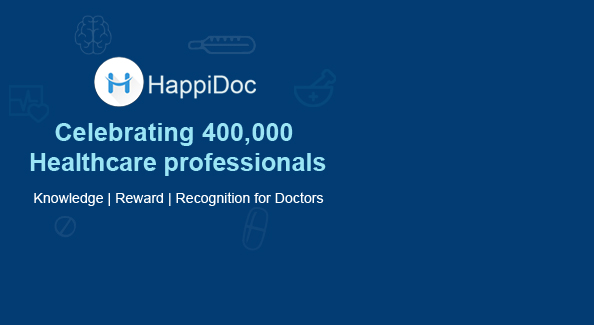 HappiDoc
Celebrating 400,000
Healthcare professionals
Knowledge | Reward | Recognition for Doctors